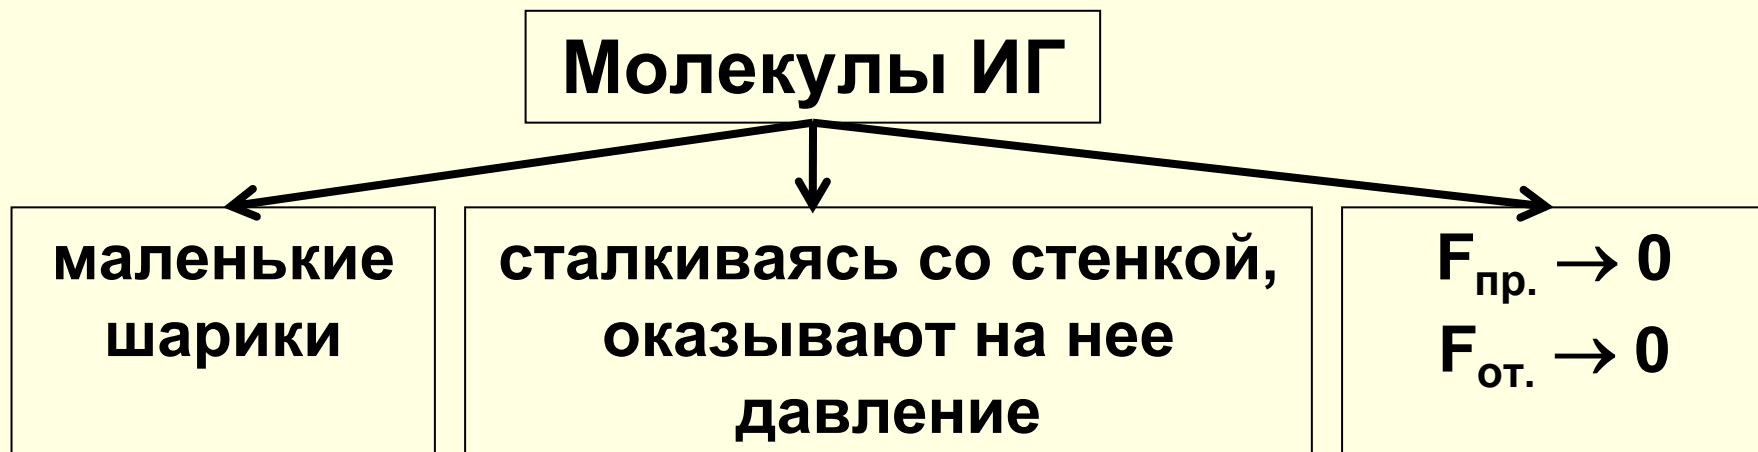 Молекулы ИГ
маленькие
шарики
сталкиваясь со стенкой,
оказывают на нее
давление
Fпр. → 0
Fот. → 0